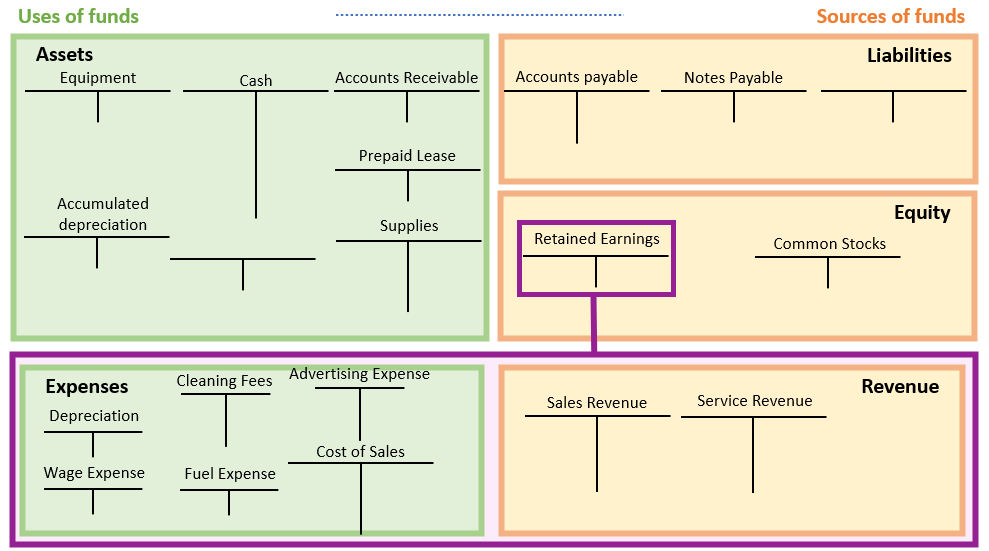 Uses of funds
Sources of funds
Assets
Equipment
Cash
Accounts Receivable
Prepaid Lease
Accumulated
depreciation
Supplies
Liabilities
Accounts payable
Notes Payable
Equity
Retained Earnings
Common Stocks
Expenses
Cleaning Fees
Advertising Expense
Depreciation
Cost of Sales
Wage Expense
Fuel Expense
Revenue
Sales Revenue
Service Revenue